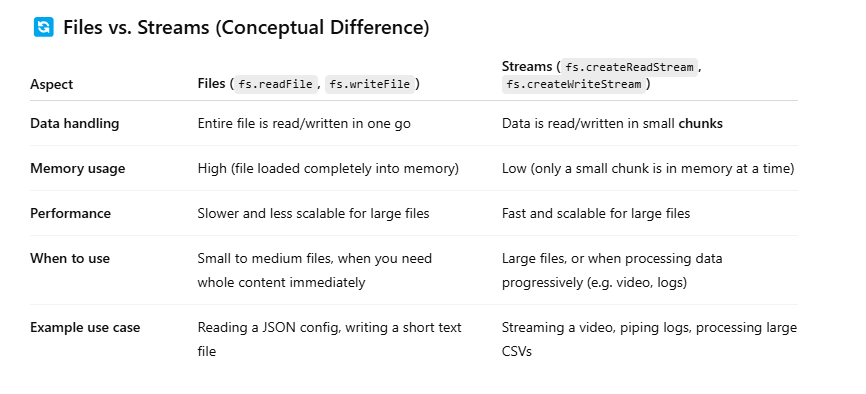 Files vs. Streams (Conceptual Difference)
Aspect
Files (fs.readFile, fs.writeFile)
Streams (fs.createReadStream,
fs.createWriteStream)
Data handling
Entire file is read/written in one go
Data is read/written in small chunks
Memory usage
High (file loaded completely into memory)
Low (only a small chunk is in memory at a time)
Performance
Slower and less scalable for large files
Fast and scalable for large files
When to use
Small to medium files, when you need
whole content immediately
Large files, or when processing data
progressively (e.g. video, logs)
Example use case
Reading a JSON config, writing a short text
file
Streaming a video, piping logs, processing large
CSVs